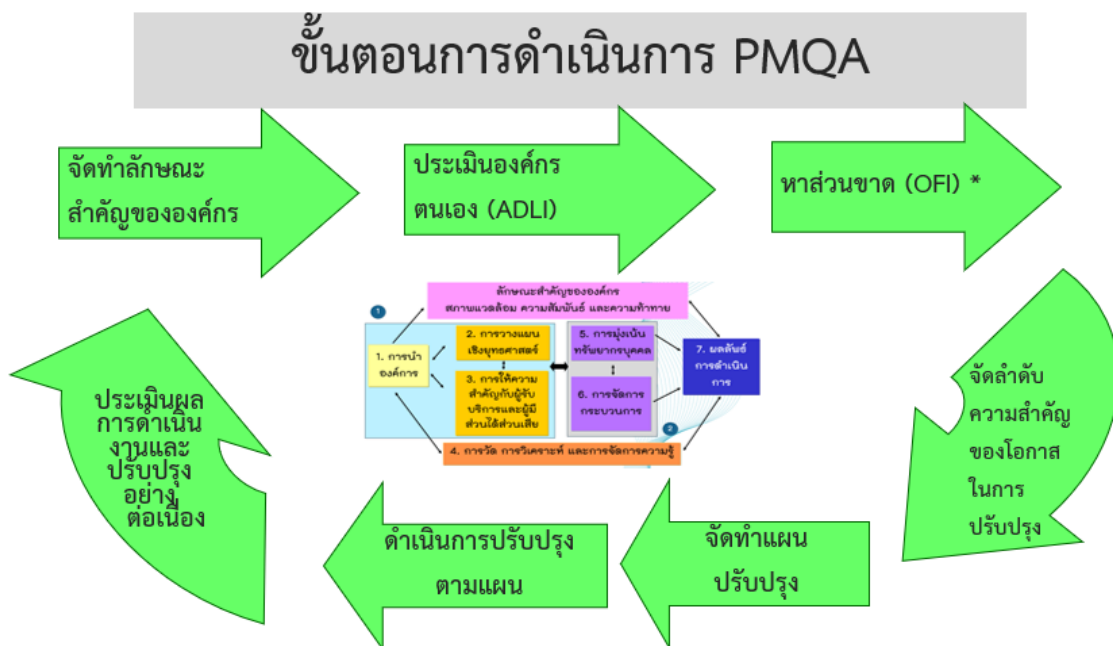 ขั้นตอนการดำเนินการ PMQA
จัดทำลักษณะ
สำคัญขององค์กร
ประเมินองค์กร
ตนเอง (ADLI)
หาส่วนขาด (OFI) *
จัดลำดับ
ความสำคัญ
ของโอกาส
ในการ
ปรับปรุง
จัดทำแผน
ปรับปรุง
ดำเนินการปรับปรุง
ตามแผน
ประเมินผล
การดำเนิน
งานและ
ปรับปรุง
อย่าง
ต่อเนื่อง
ลักษณะสำคัญขององค์กร
สภาพแวดล้อม ความสัมพันธ์ และความท้าทาย
1
1. การนำ
องค์การ
2. การวางแผน
เชิงยุทธศาสตร์
3. การให้ความ
สำคัญกับผู้รับ
บริการและผู้มี
ส่วนได้ส่วนเสีย
5. การมุ่งเน้น
ทรัพยากรบุคคล
6. การจัดการ
กระบวนการ
7. ผลลัพธ์
การดำเนิน
การ
2
4. การวัด การวิเคราะห์ และการจัดการความรู้